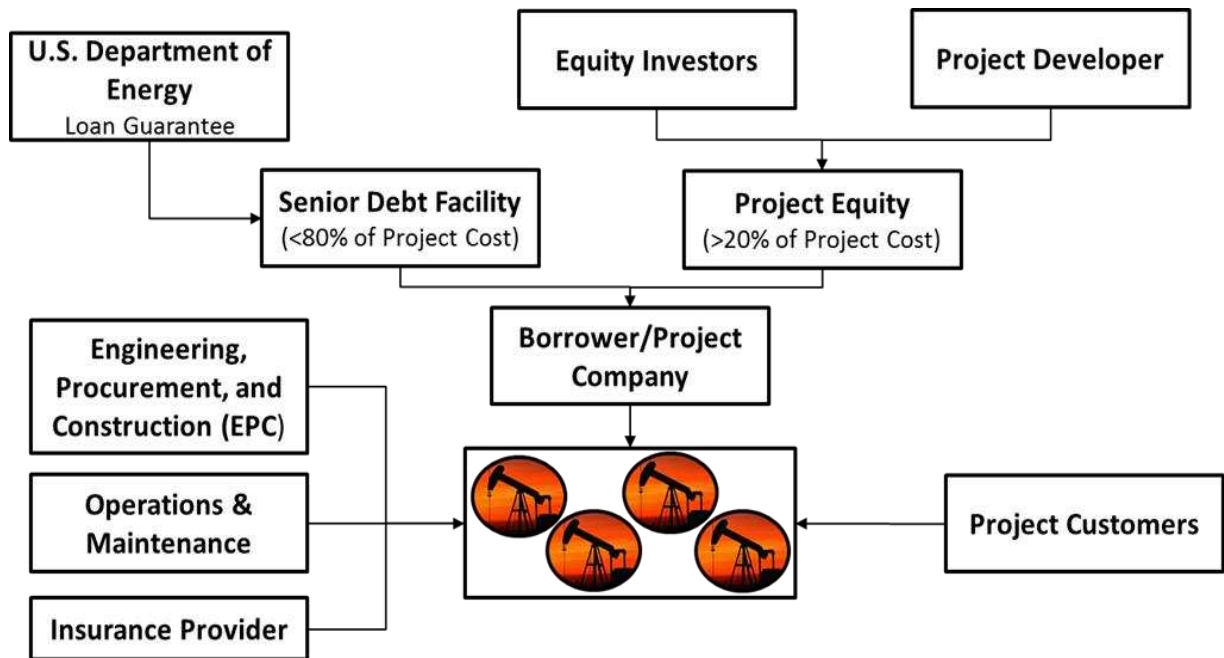 U.S. Department of
Energy
Loan Guarantee
Equity Investors
Project Developer
Senior Debt Facility
(<80% of Project Cost)
Project Equity
(>20% of Project Cost)
Borrower/Project
Company
Engineering,
Procurement, and
Construction (EPC)
Operations &
Maintenance
Insurance Provider
Project Customers